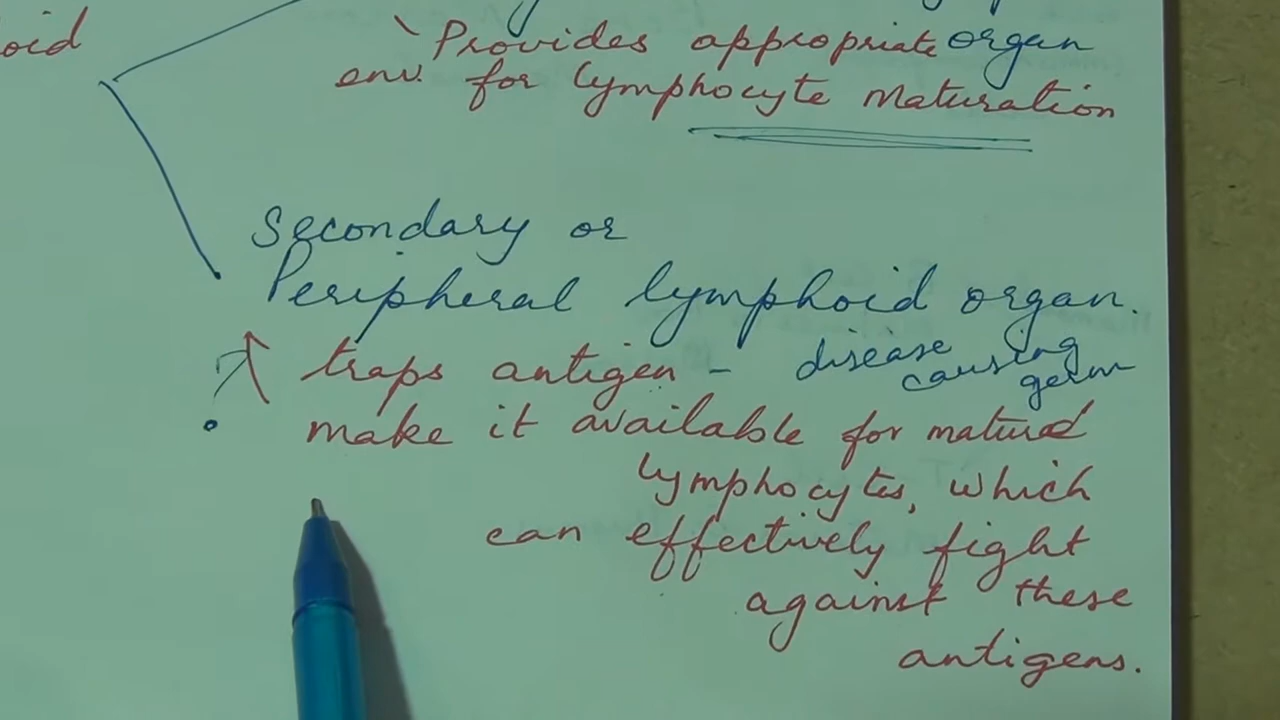 oid
Provides appropriate organ
env. for lymphocyte Maturation
Secondary or
Peripheral lymphoid organ.
traps antigen - disease causing germ
make it available for matured
lymphocytes, which
can effectively fight
against these
antigens.